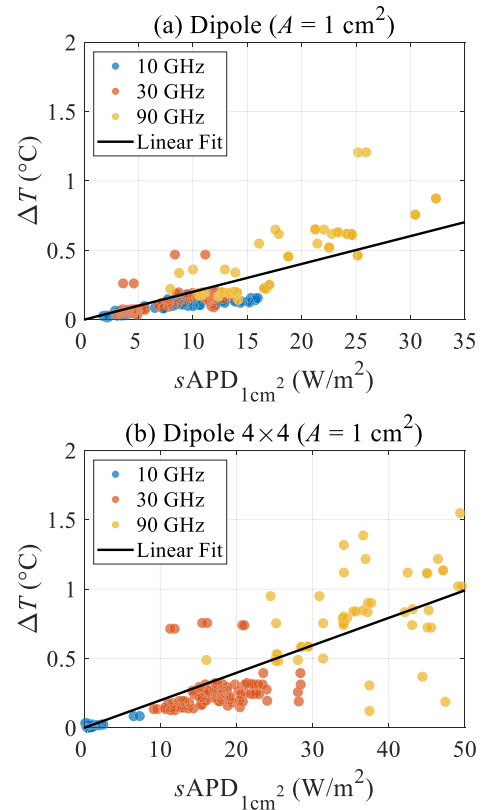 (a) Dipole (A = 1 cm²)
2
1.5
1
0.5
0
ΔT (°C)
10 GHz
30 GHz
90 GHz
Linear Fit
0 5 10 15 20 25 30 35
sAPD₁cm² (W/m²)
(b) Dipole 4×4 (A = 1 cm²)
2
1.5
1
0.5
0
ΔT (°C)
10 GHz
30 GHz
90 GHz
Linear Fit
0 10 20 30 40 50
sAPD₁cm² (W/m²)